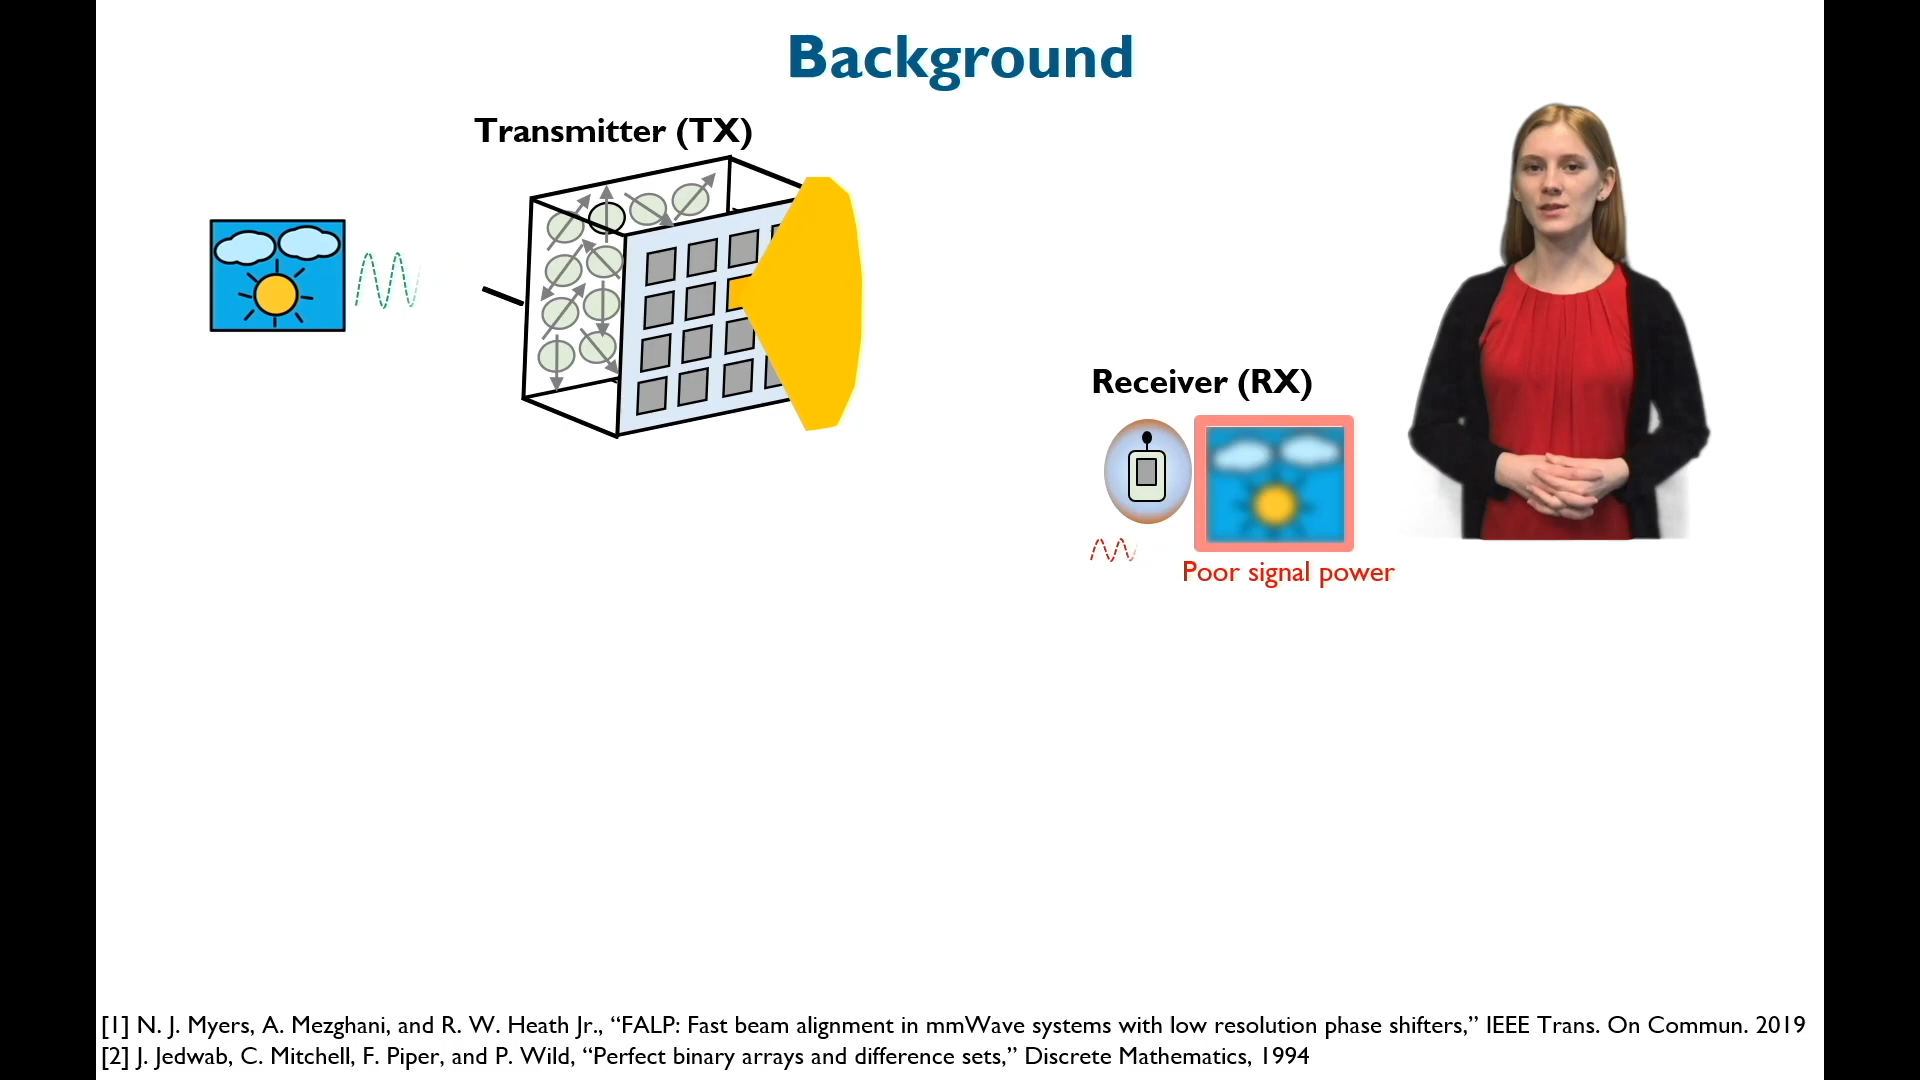 Background
Transmitter (TX)
Receiver (RX)
Poor signal power
[1] N. J. Myers, A. Mezghani, and R. W. Heath Jr., “FALP: Fast beam alignment in mmWave systems with low resolution phase shifters,” IEEE Trans. On Commun. 2019
[2] J. Jedwab, C. Mitchell, F. Piper, and P. Wild, “Perfect binary arrays and difference sets,” Discrete Mathematics, 1994